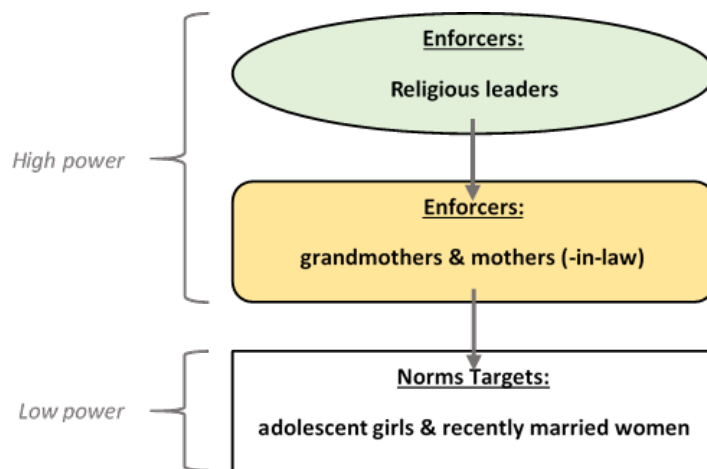 Enforcers:
Religious leaders
High power
Enforcers:
grandmothers & mothers (-in-law)
Norms Targets:
Low power
adolescent girls & recently married women